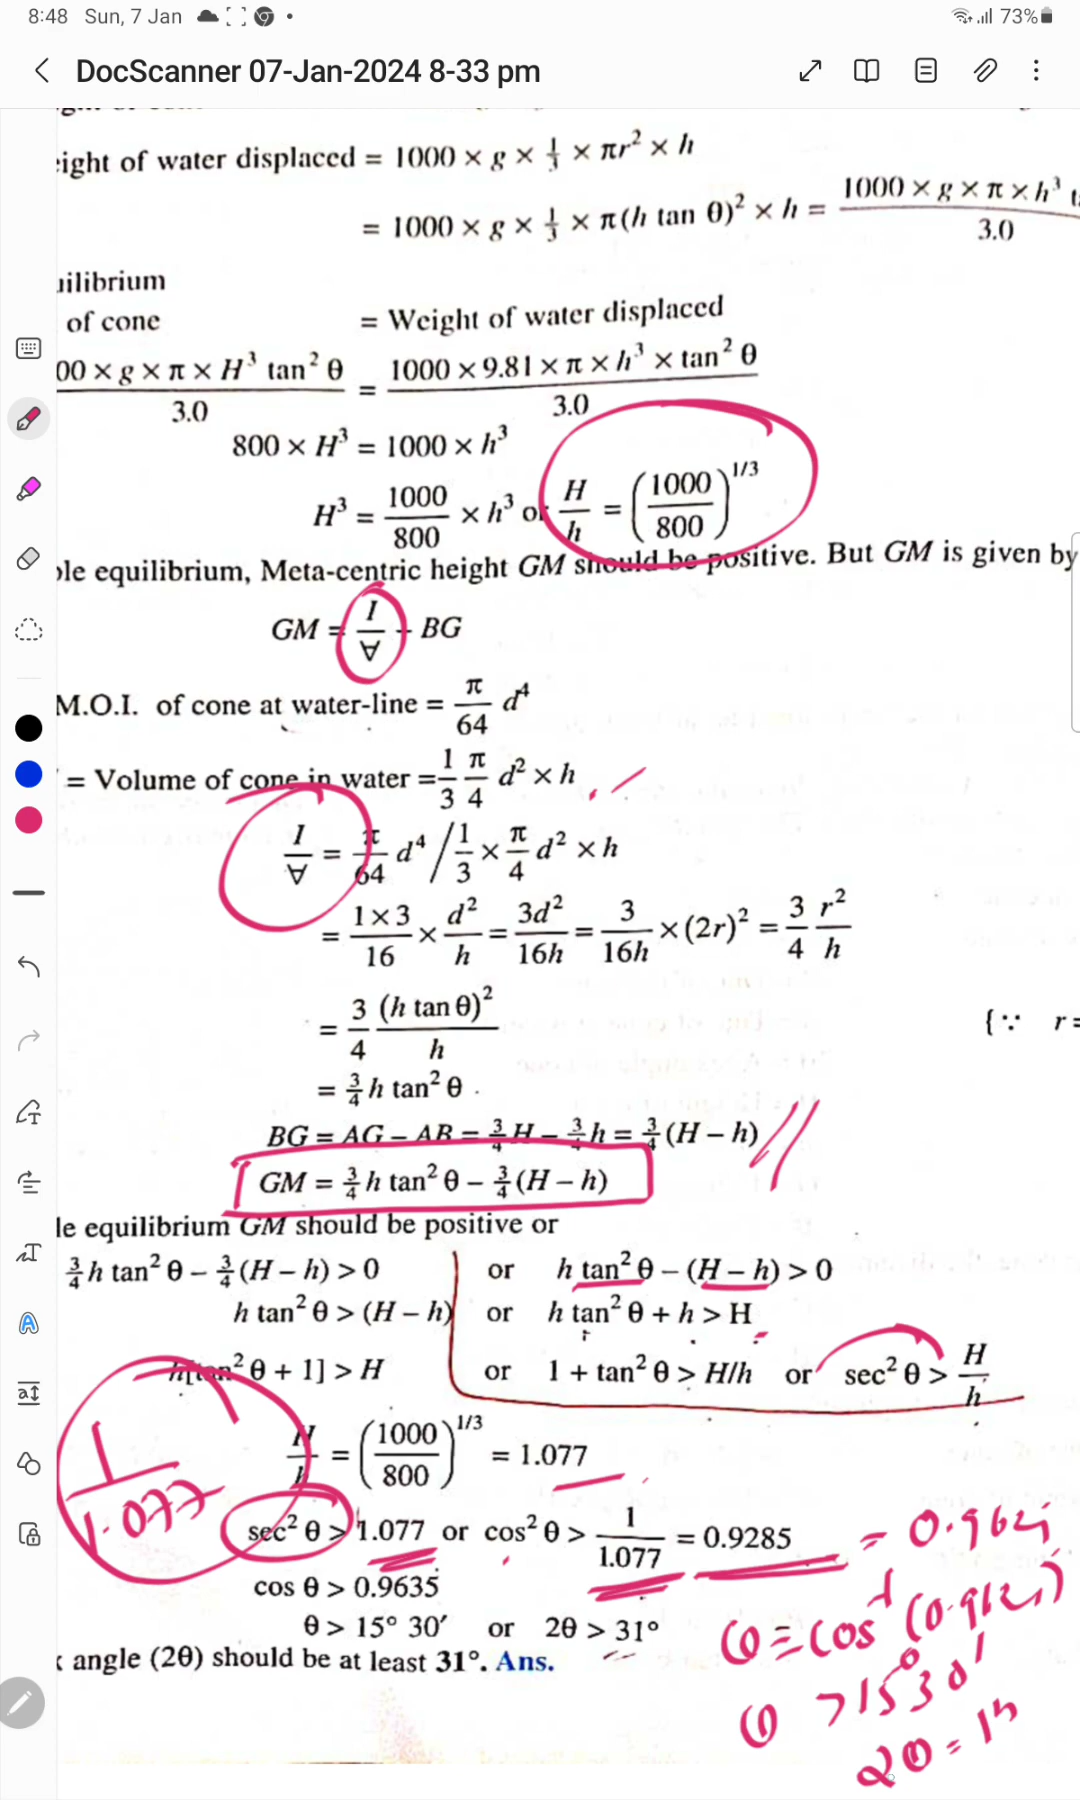 8:48 Sun, 7 Jan 73%
DocScanner 07-Jan-2024 8-33 pm
eight of water displaced = 1000 × g × 1/3 × πr² × h
= 1000 × g × 1/3 × π(h tan θ)² × h = 1000 × g × π × h³ t / 3.0
uilibrium
of cone = Weight of water displaced
00 × g × π × H³ tan² θ / 3.0 = 1000 × 9.81 × π × h³ × tan² θ / 3.0
800 × H³ = 1000 × h³
H³ = 1000/800 × h³ or H/h = (1000/800)^1/3
ble equilibrium, Meta-centric height GM should be positive. But GM is given by
GM = I/∀ - BG
M.O.I. of cone at water-line = π/64 d⁴
= Volume of cone in water = 1/3 π/4 d² × h
I/∀ = π/64 d⁴ / 1/3 × π/4 d² × h
= 1×3/16 × d²/h = 3d²/16h = 3/16h × (2r)² = 3/4 r²/h
= 3/4 (h tan θ)²/h {∵ r =
= 3/4 h tan² θ .
BG = AG – AB = 3/4 H – 3/4 h = 3/4 (H – h)
GM = 3/4 h tan² θ – 3/4 (H – h)
le equilibrium GM should be positive or
3/4 h tan² θ – 3/4 (H – h) > 0 or h tan² θ – (H – h) > 0
h tan² θ > (H – h) or h tan² θ + h > H
h[tan² θ + 1] > H or 1 + tan² θ > H/h or sec² θ > H/h
H/h = (1000/800)^1/3 = 1.077
1/1.077
sec² θ > 1.077 or cos² θ > 1/1.077 = 0.9285
cos θ > 0.9635
θ > 15° 30′ or 2θ > 31°
angle (2θ) should be at least 31°. Ans.
θ > 15°30′